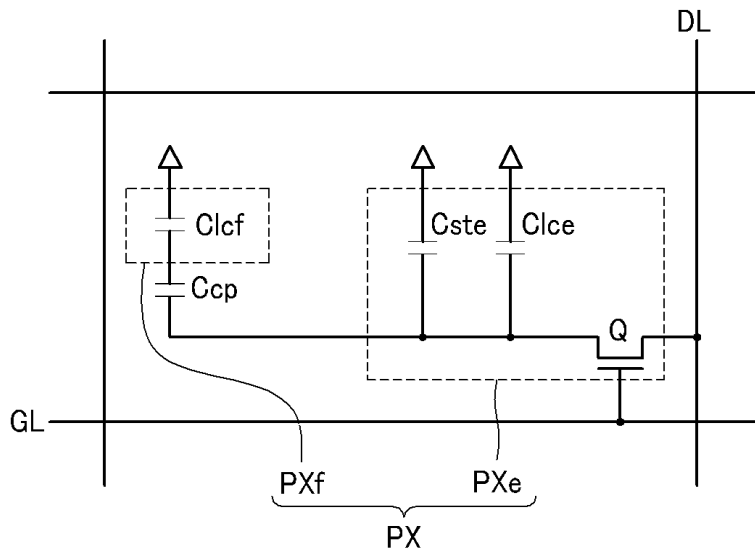 DL
Clcf
Cste
Clce
Ccp
Q
GL
PXf
PXe
PX